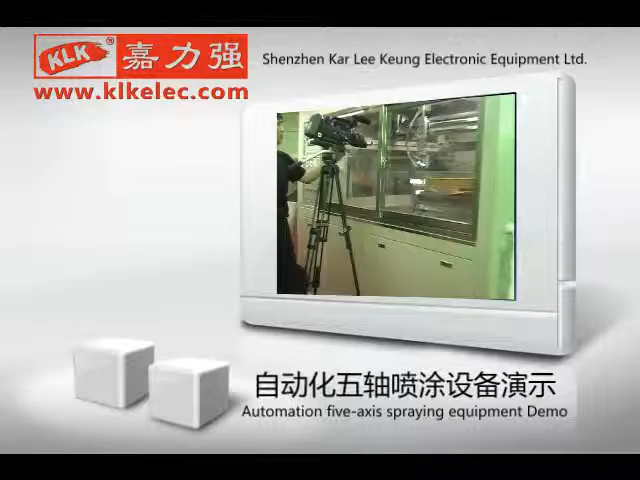 KLK® 嘉力强
Shenzhen Kar Lee Keung Electronic Equipment Ltd.
www.klkelec.com
自动化五轴喷涂设备演示
Automation five-axis spraying equipment Demo